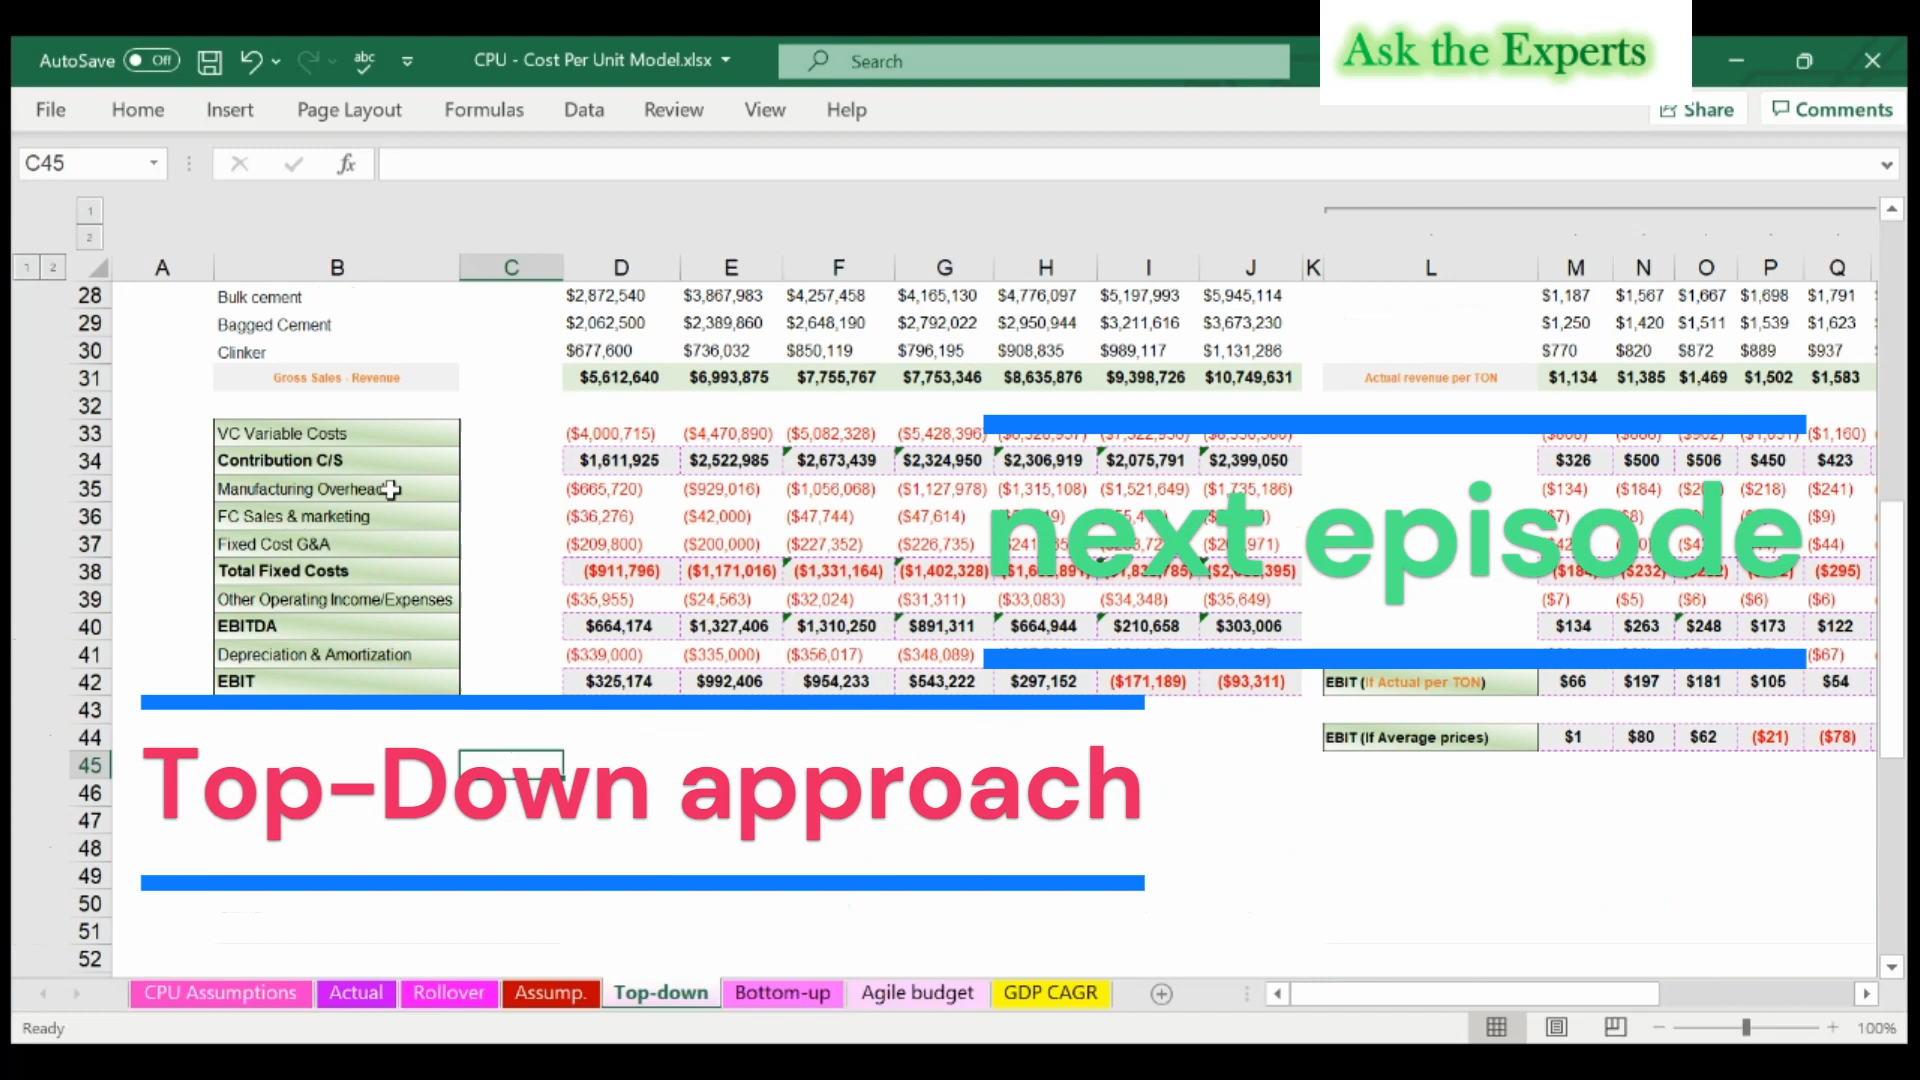 Ask the Experts
AutoSave Off abc CPU - Cost Per Unit Model.xlsx Search
File Home Insert Page Layout Formulas Data Review View Help Share Comments
C45 fx
1
2
1 2 A B C D E F G H I J K L M N O P Q
28 Bulk cement $2,872,540 $3,867,983 $4,257,458 $4,165,130 $4,776,097 $5,197,993 $5,945,114 $1,187 $1,567 $1,667 $1,698 $1,791
29 Bagged Cement $2,062,500 $2,389,860 $2,648,190 $2,792,022 $2,950,944 $3,211,616 $3,673,230 $1,250 $1,420 $1,511 $1,539 $1,623
30 Clinker $677,600 $736,032 $850,119 $796,195 $908,835 $989,117 $1,131,286 $770 $820 $872 $889 $937
31 Gross Sales - Revenue $5,612,640 $6,993,875 $7,755,767 $7,753,346 $8,635,876 $9,398,726 $10,749,631 Actual revenue per TON $1,134 $1,385 $1,469 $1,502 $1,583
32
33 VC Variable Costs ($4,000,715) ($4,470,890) ($5,082,328) ($5,428,396) ($1,160)
34 Contribution C/S $1,611,925 $2,522,985 $2,673,439 $2,324,950 $2,306,919 $2,075,791 $2,399,050 $326 $500 $506 $450 $423
35 Manufacturing Overhead ($665,720) ($929,016) ($1,056,068) ($1,127,978) ($1,315,108) ($1,521,649) ($1,735,186) ($134) ($184) ($218) ($241)
36 FC Sales & marketing ($36,276) ($42,000) ($47,744) ($47,614) ($9)
next episode
37 Fixed Cost G&A ($209,800) ($200,000) ($227,352) ($226,735) ($44)
38 Total Fixed Costs ($911,796) ($1,171,016) ($1,331,164) ($1,402,328) ($232) ($295)
39 Other Operating Income/Expenses ($35,955) ($24,563) ($32,024) ($31,311) ($33,083) ($34,348) ($35,649) ($7) ($5) ($6) ($6) ($6)
40 EBITDA $664,174 $1,327,406 $1,310,250 $891,311 $664,944 $210,658 $303,006 $134 $263 $248 $173 $122
41 Depreciation & Amortization ($339,000) ($335,000) ($356,017) ($348,089) ($67)
42 EBIT $325,174 $992,406 $954,233 $543,222 $297,152 ($171,189) ($93,311) EBIT (If Actual per TON) $66 $197 $181 $105 $54
43
44 EBIT (If Average prices) $1 $80 $62 ($21) ($78)
45
Top-Down approach
46
47
48
49
50
51
52
CPU Assumptions Actual Rollover Assump. Top-down Bottom-up Agile budget GDP CAGR
Ready 100%